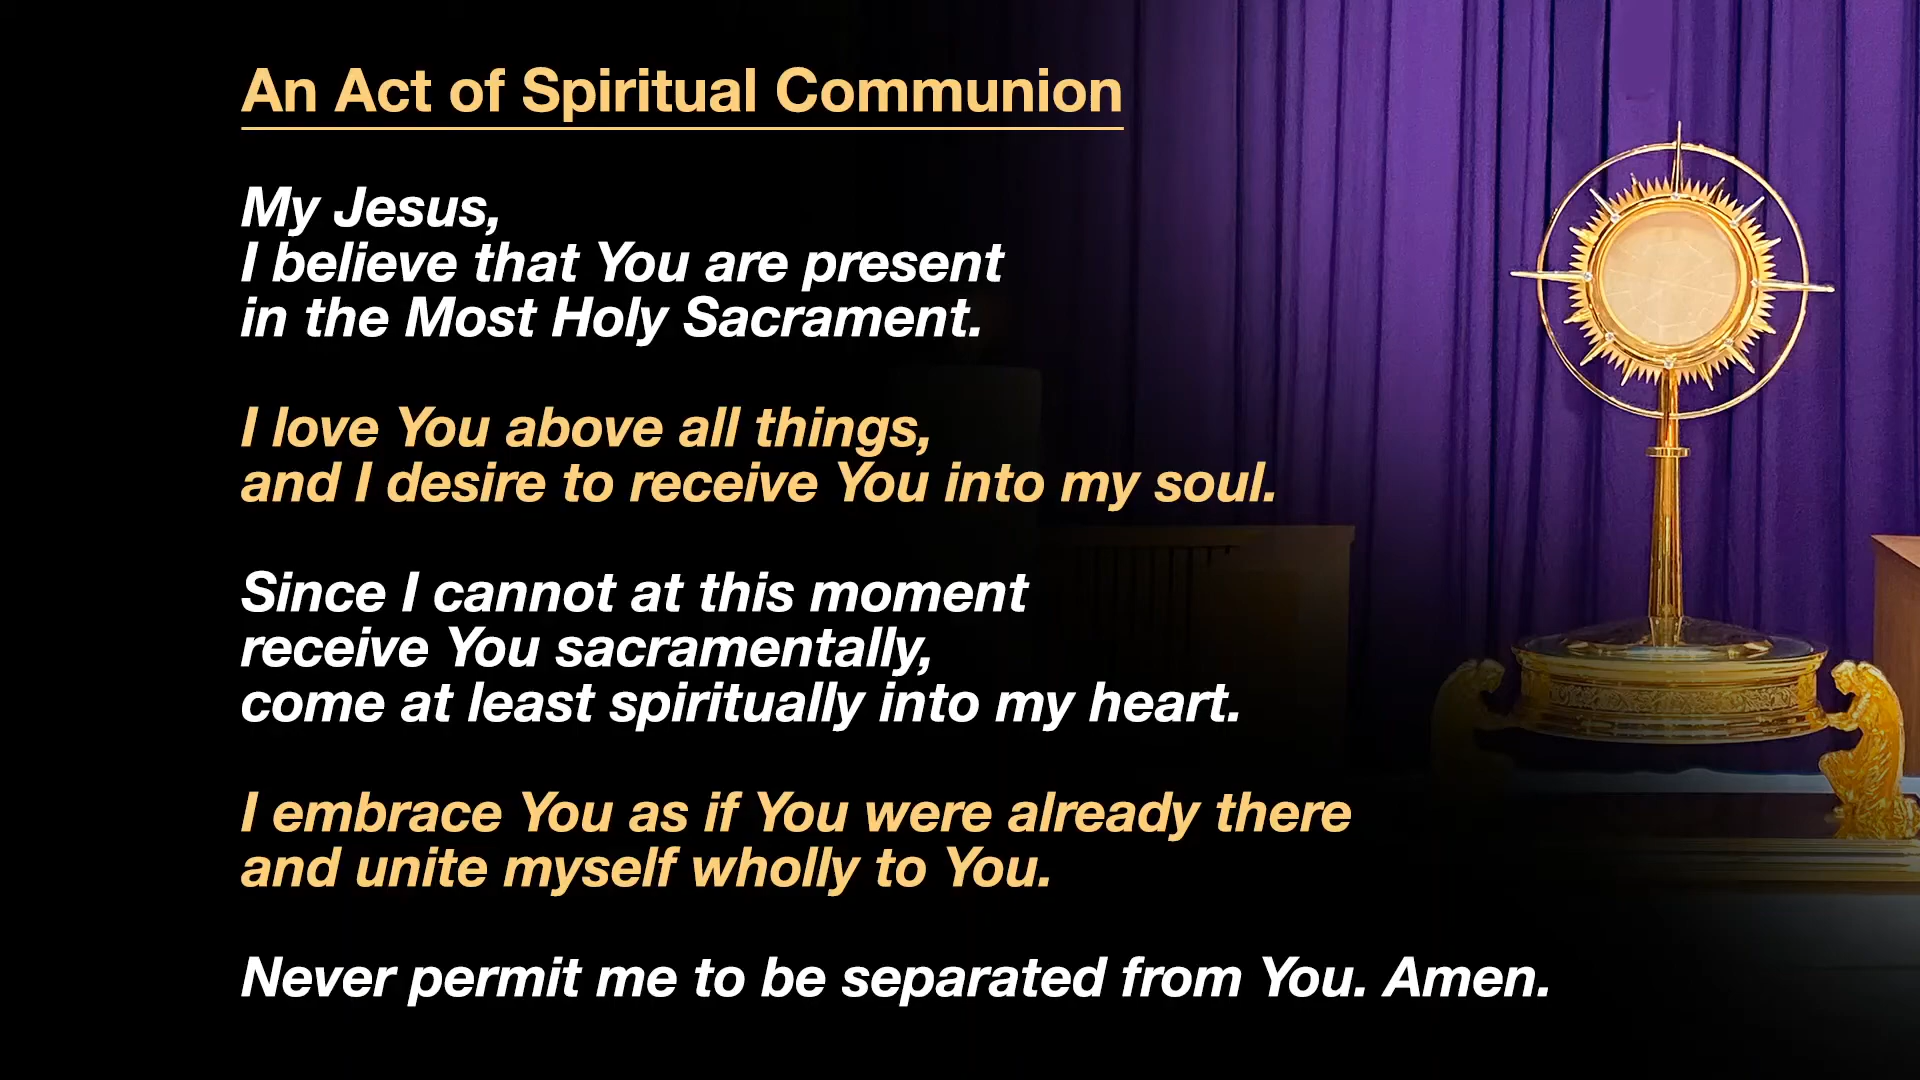 An Act of Spiritual Communion
My Jesus,
I believe that You are present
in the Most Holy Sacrament.
I love You above all things,
and I desire to receive You into my soul.
Since I cannot at this moment
receive You sacramentally,
come at least spiritually into my heart.
I embrace You as if You were already there
and unite myself wholly to You.
Never permit me to be separated from You. Amen.